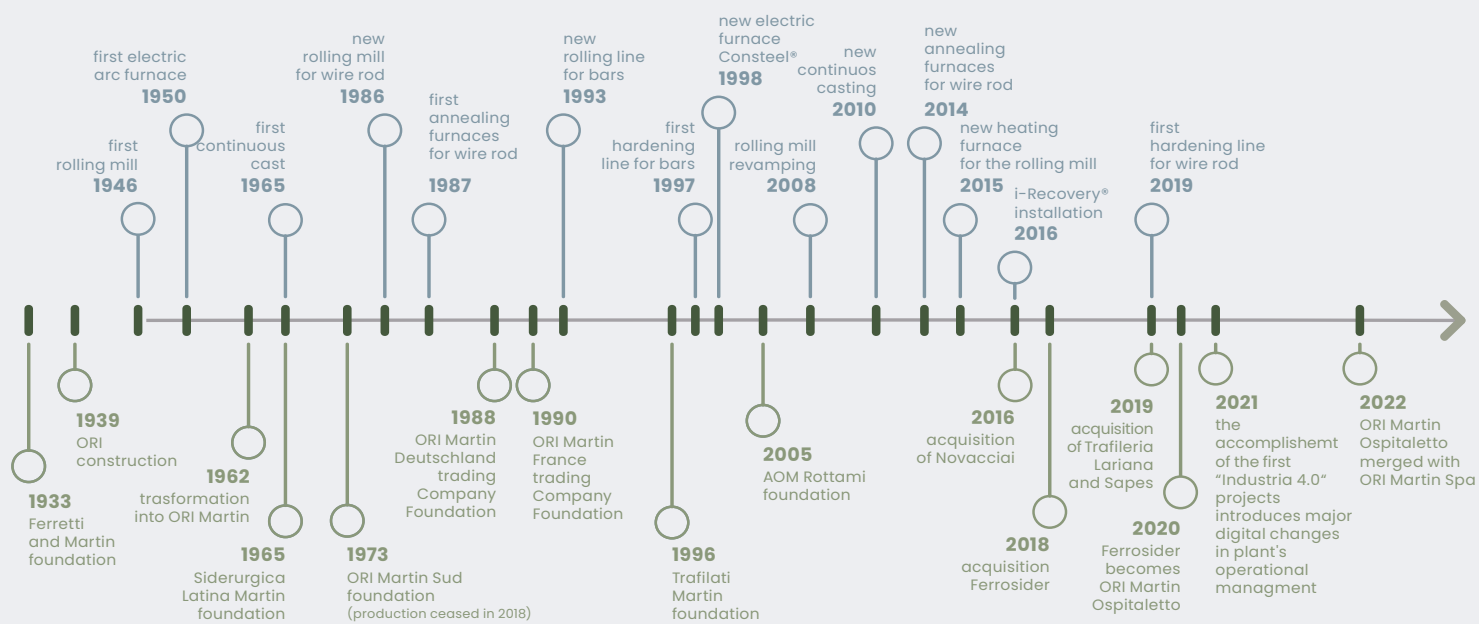 first
rolling mill
1946
first electric
arc furnace
1950
first
continuous
cast
1965
new
rolling mill
for wire rod
1986
first
annealing
furnaces
for wire rod
1987
new
rolling line
for bars
1993
first
hardening
line for bars
1997
new electric
furnace
Consteel®
1998
rolling mill
revamping
2008
new
continuos
casting
2010
new
annealing
furnaces
for wire rod
2014
new heating
furnace
for the rolling mill
2015
i-Recovery®
installation
2016
first
hardening line
for wire rod
2019
1933
Ferretti
and Martin
foundation
1939
ORI
construction
1962
trasformation
into ORI Martin
1965
Siderurgica
Latina Martin
foundation
1973
ORI Martin Sud
foundation
(production ceased in 2018)
1988
ORI Martin
Deutschland
trading
Company
Foundation
1990
ORI Martin
France
trading
Company
Foundation
1996
Trafilati
Martin
foundation
2005
AOM Rottami
foundation
2016
acquisition
of Novacciai
2018
acquisition
Ferrosider
2019
acquisition
of Trafileria
Lariana
and Sapes
2020
Ferrosider
becomes
ORI Martin
Ospitaletto
2021
the
accomplishemt
of the first
“Industria 4.0“
projects
introduces major
digital changes
in plant's
operational
managment
2022
ORI Martin
Ospitaletto
merged with
ORI Martin Spa